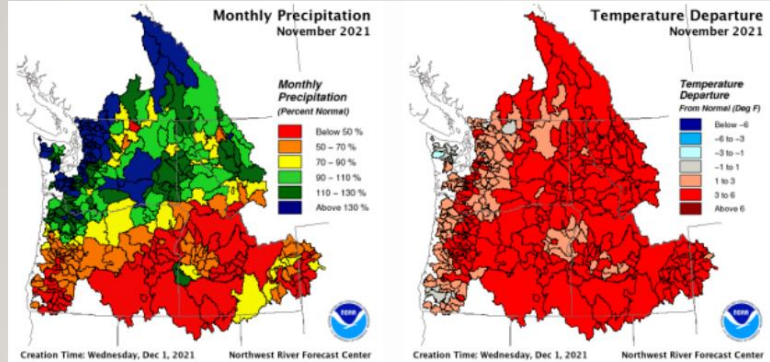 Monthly Precipitation
November 2021
Monthly
Precipitation
(Percent Normal)
Below 50 %
50 – 70 %
70 – 90 %
90 – 110 %
110 – 130 %
Above 130 %
NOAA
Creation Time: Wednesday, Dec 1, 2021
Northwest River Forecast Center
Temperature Departure
November 2021
Temperature
Departure
From Normal (Deg F)
Below –6
–6 to –3
–3 to –1
–1 to 1
1 to 3
3 to 6
Above 6
NOAA
Creation Time: Wednesday, Dec 1, 2021
Northwest River Forecast Center